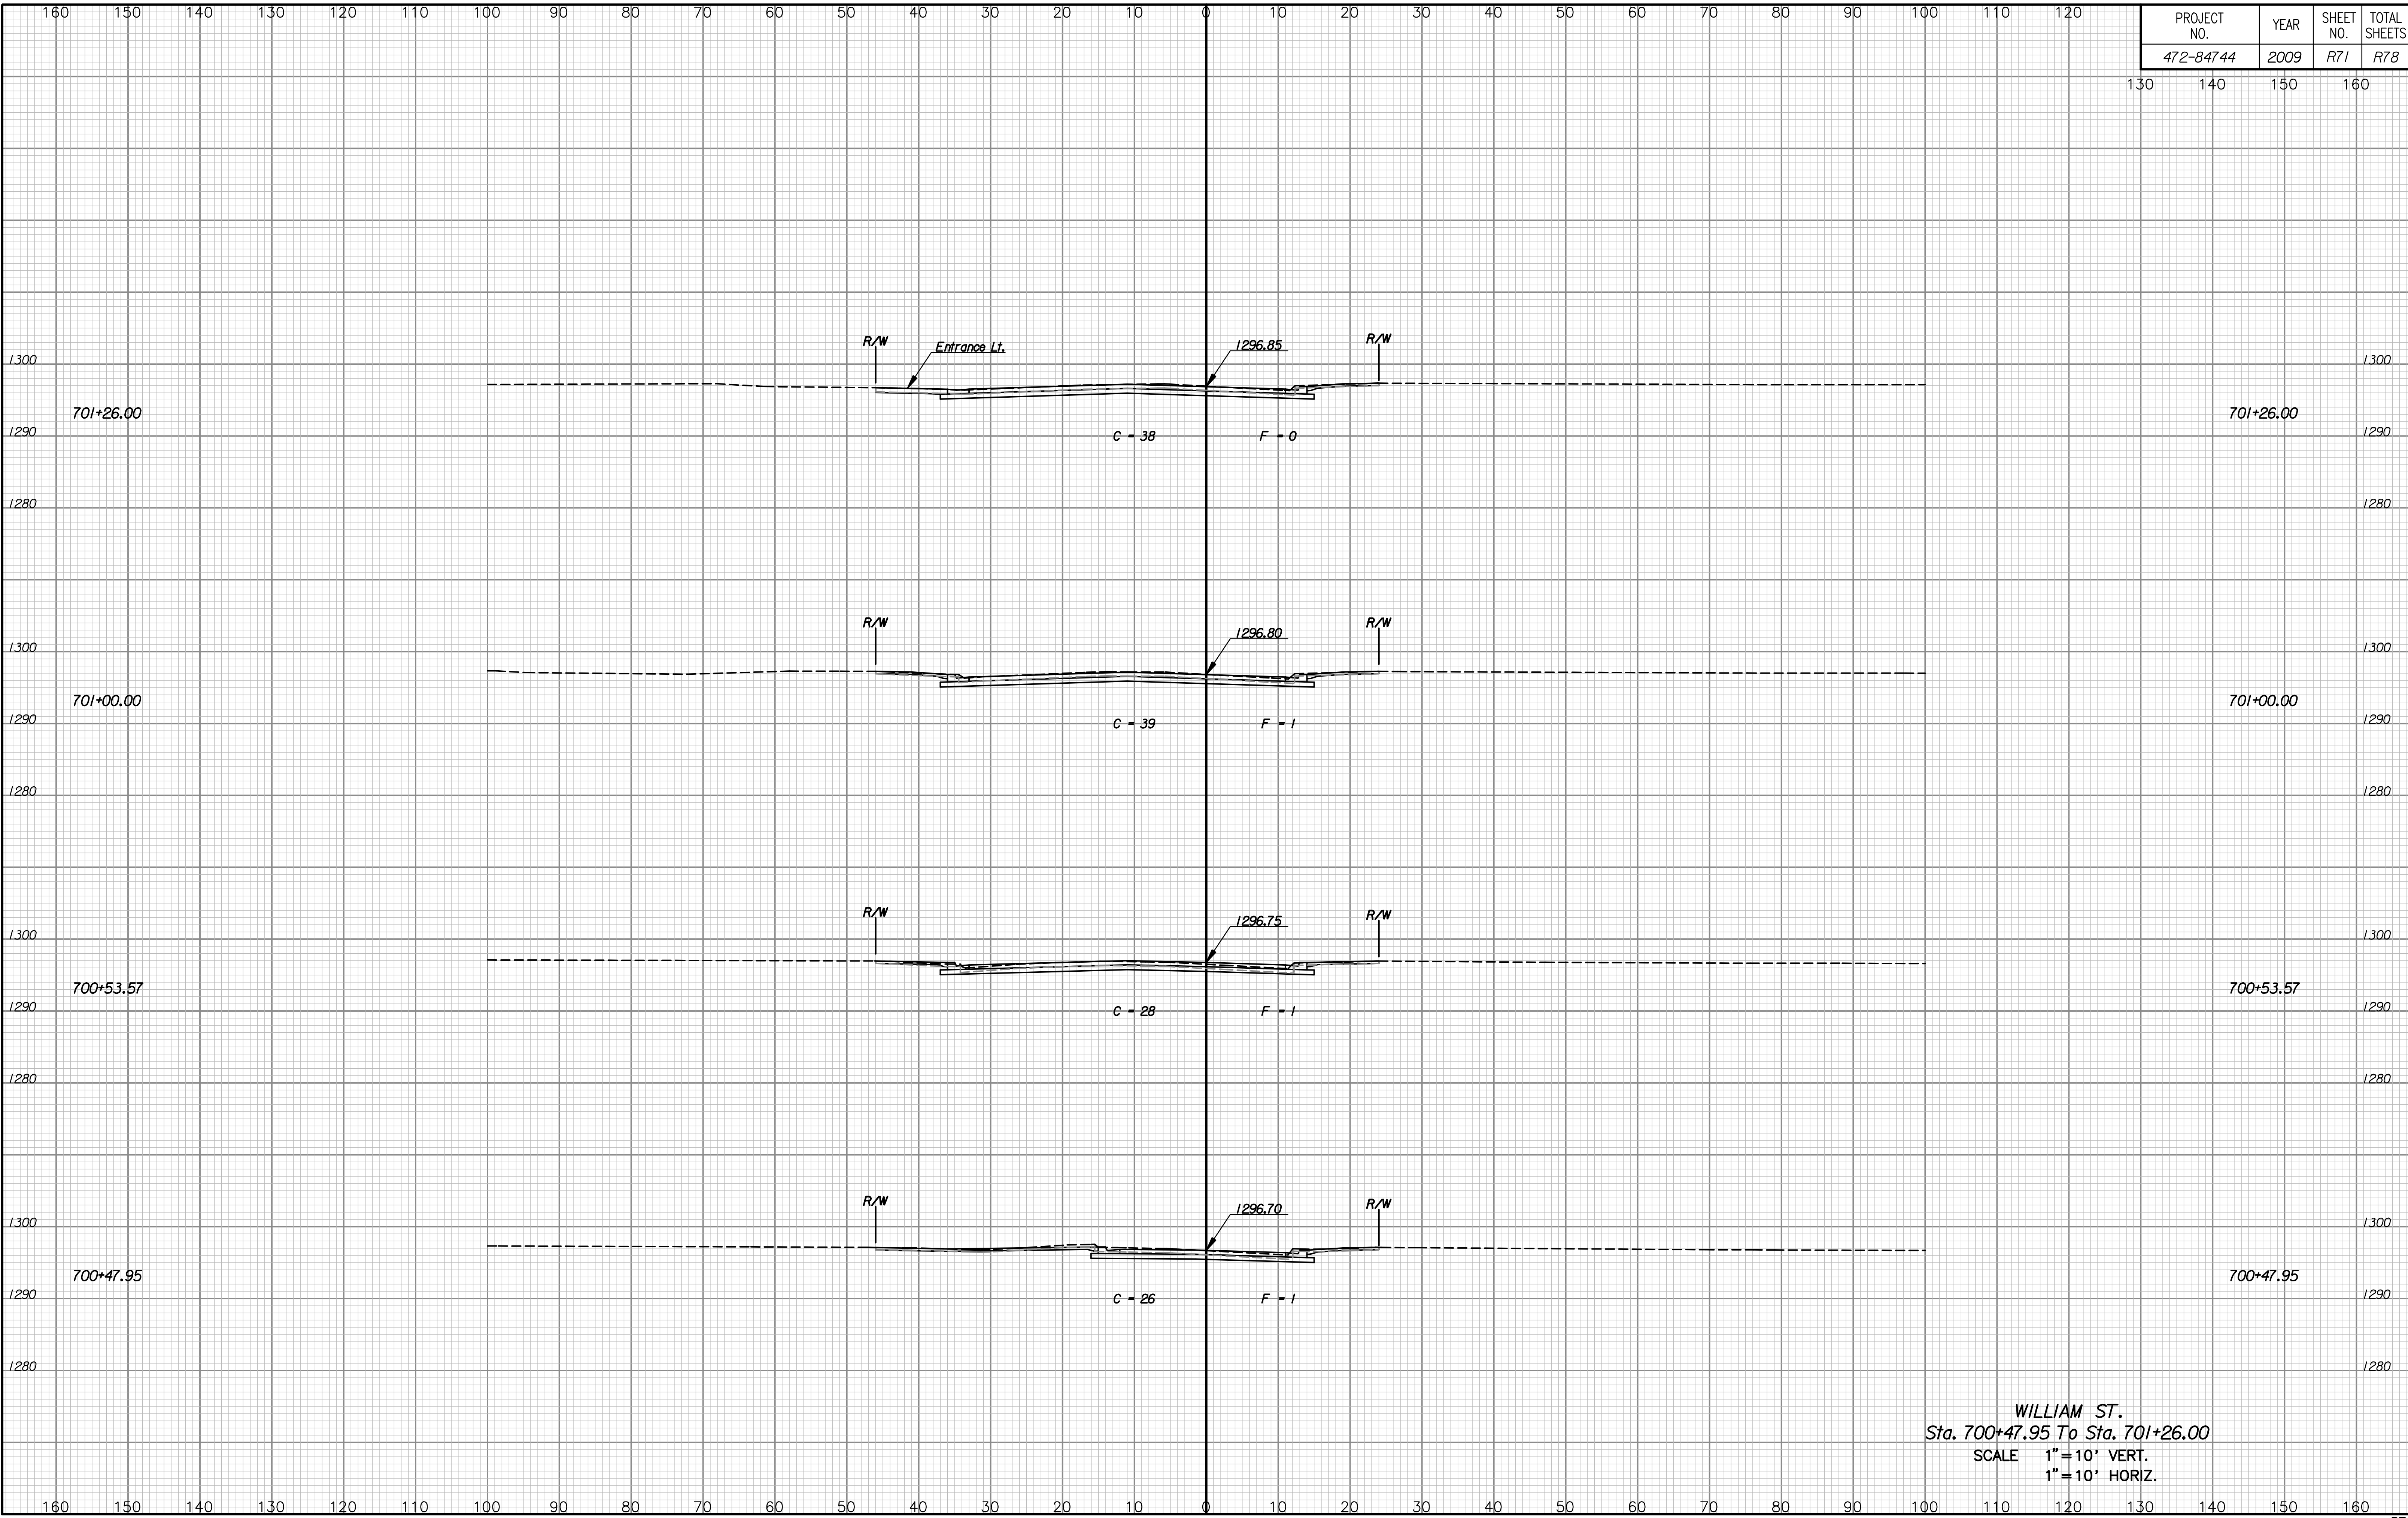 160 150 140 130 120 110 100 90 80 70 60 50 40 30 20 10 0 10 20 30 40 50 60 70 80 90 100 110 120
PROJECT NO. YEAR SHEET NO. TOTAL SHEETS
472-84744 2009 R71 R78
130 140 150 160
R/W Entrance Lt. 1296.85 R/W
1300 1300
701+26.00 701+26.00
1290 C = 38 F = 0 1290
1280 1280
R/W 1296.80 R/W
1300 1300
701+00.00 701+00.00
1290 C = 39 F = 1 1290
1280 1280
R/W 1296.75 R/W
1300 1300
700+53.57 700+53.57
1290 C = 28 F = 1 1290
1280 1280
R/W 1296.70 R/W
1300 1300
700+47.95 700+47.95
1290 C = 26 F = 1 1290
1280 1280
WILLIAM ST.
Sta. 700+47.95 To Sta. 701+26.00
SCALE 1"=10' VERT.
1"=10' HORIZ.
160 150 140 130 120 110 100 90 80 70 60 50 40 30 20 10 0 10 20 30 40 50 60 70 80 90 100 110 120 130 140 150 160